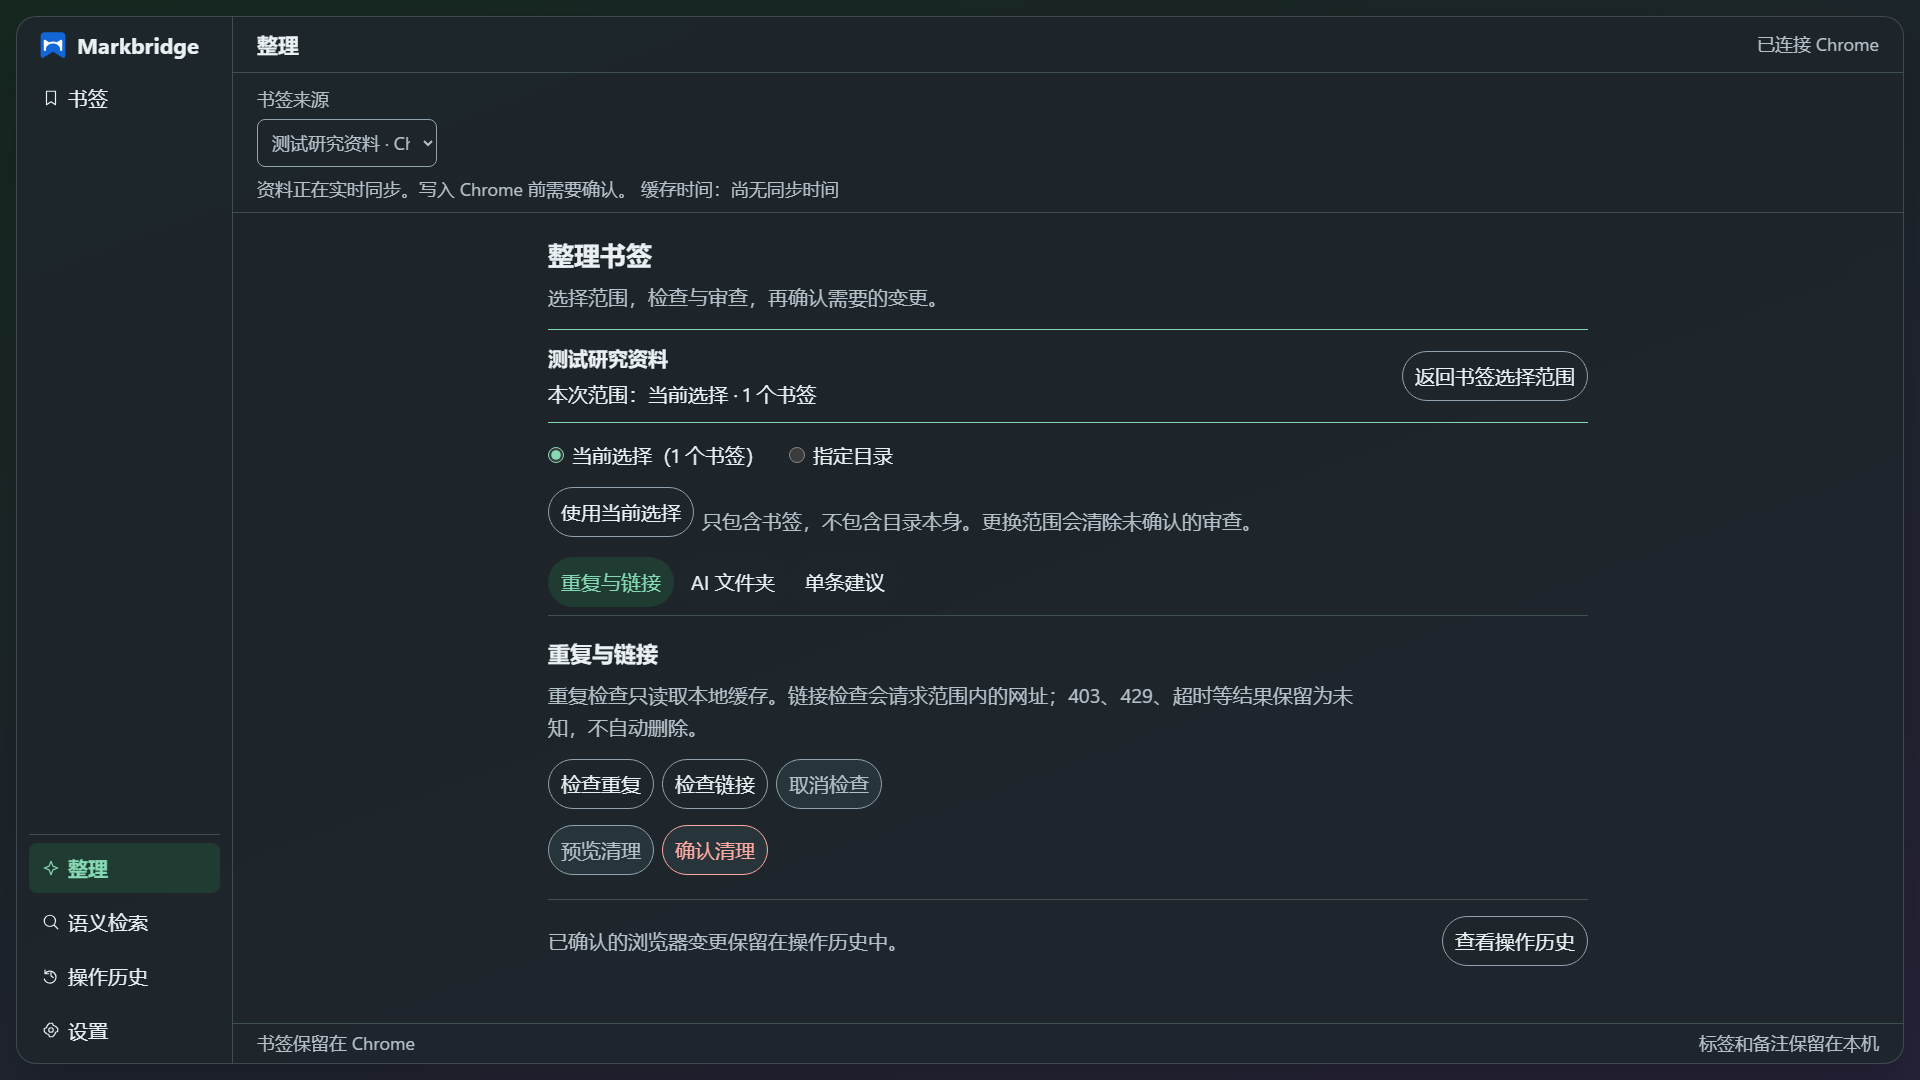 Markbridge
书签
整理
已连接 Chrome
书签来源
测试研究资料 · Ch
资料正在实时同步。写入 Chrome 前需要确认。 缓存时间：尚无同步时间
整理书签
选择范围，检查与审查，再确认需要的变更。
测试研究资料
本次范围：当前选择 · 1 个书签
返回书签选择范围
当前选择（1 个书签）
指定目录
使用当前选择
只包含书签，不包含目录本身。更换范围会清除未确认的审查。
重复与链接
AI 文件夹
单条建议
重复与链接
重复检查只读取本地缓存。链接检查会请求范围内的网址；403、429、超时等结果保留为未
知，不自动删除。
检查重复
检查链接
取消检查
预览清理
确认清理
已确认的浏览器变更保留在操作历史中。
查看操作历史
整理
语义检索
操作历史
设置
书签保留在 Chrome
标签和备注保留在本机